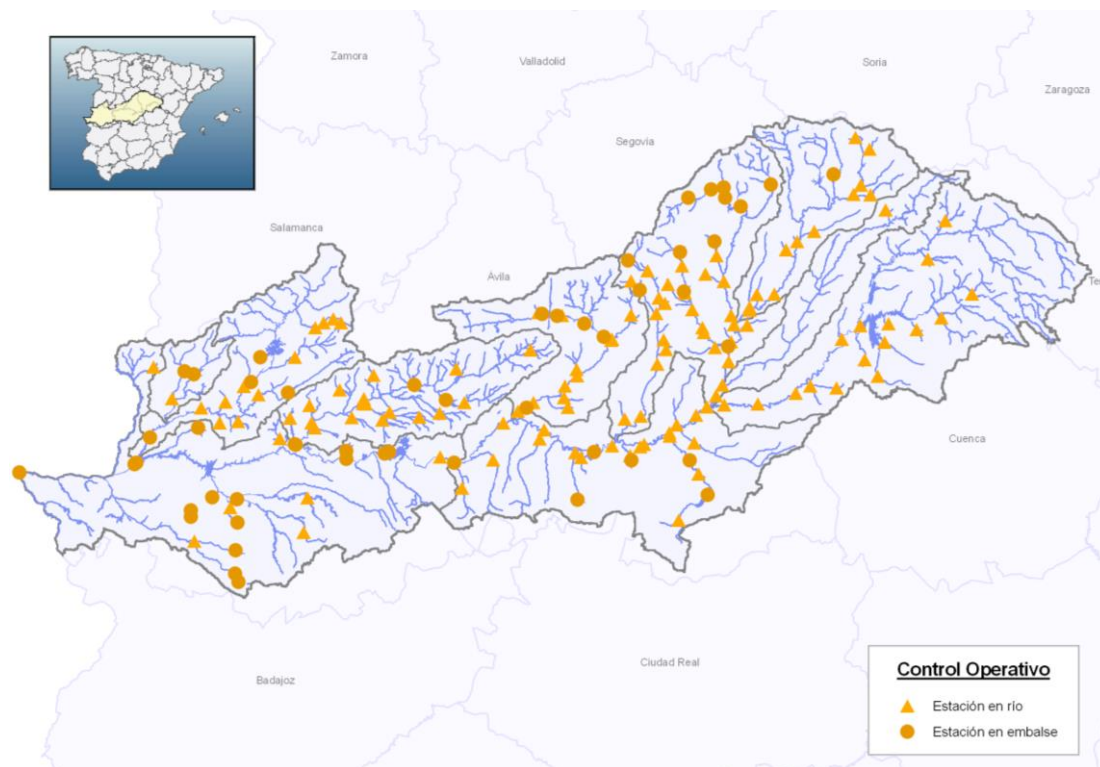 Zamora
Valladolid
Soria
Zaragoza
Segovia
Salamanca
Ávila
Te
Cuenca
Ciudad Real
Badajoz
Control Operativo
Estación en río
Estación en embalse